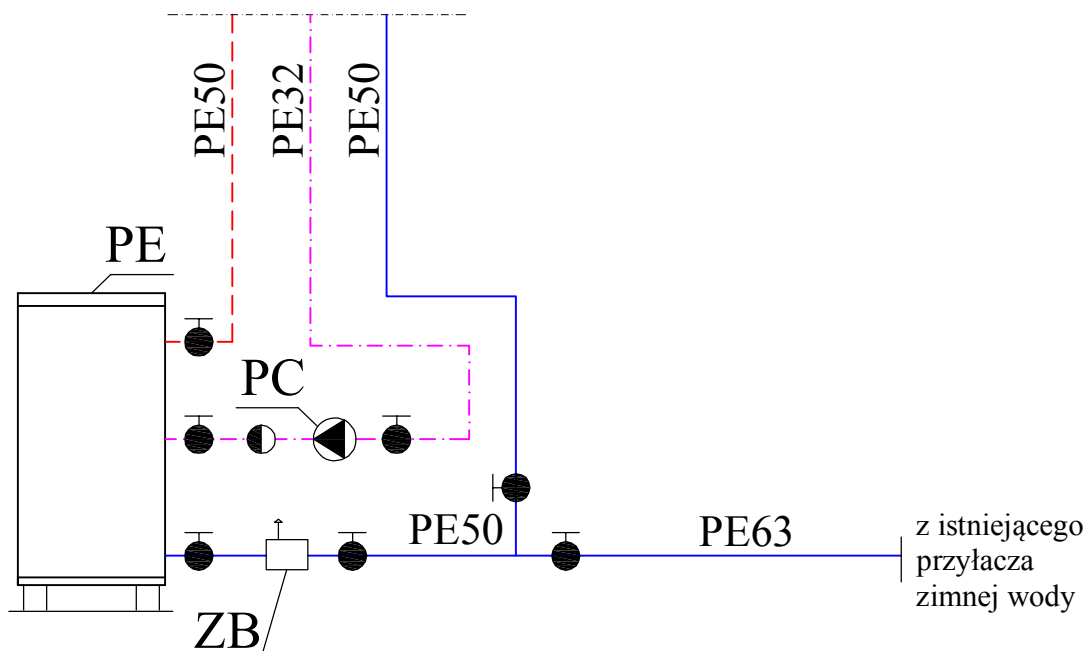 PE50
PE32
PE50
PE
PC
PE50
PE63
z istniejącego
przyłacza
zimnej wody
ZB